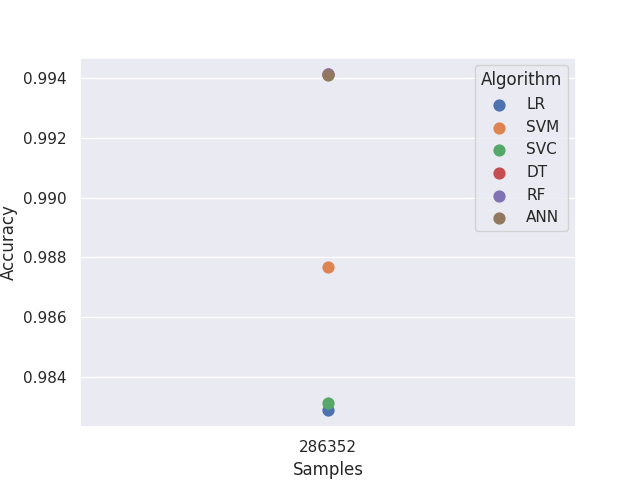 0.994
0.992
0.990
0.988
0.986
0.984
Accuracy
Algorithm
LR
SVM
SVC
DT
RF
ANN
286352
Samples